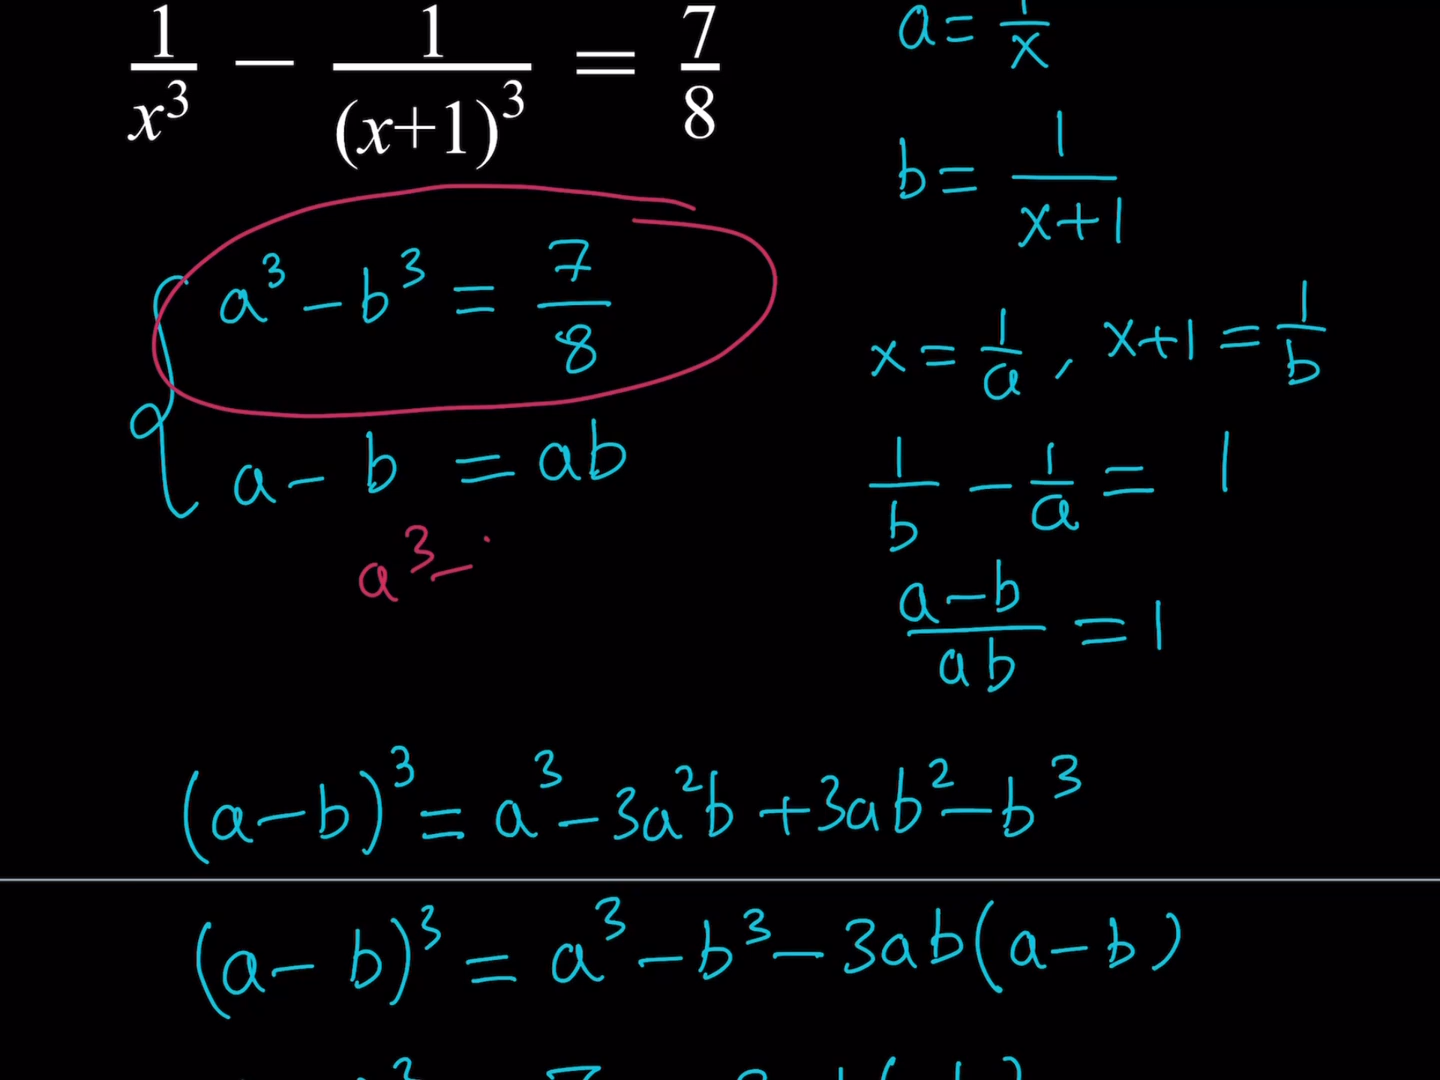 1/x³ − 1/(x+1)³ = 7/8
a³ − b³ = 7/8
a − b = ab
a³ −
a = 1/x
b = 1/(x+1)
x = 1/a , x+1 = 1/b
1/b − 1/a = 1
(a−b)/(ab) = 1
(a−b)³ = a³ − 3a²b + 3ab² − b³
(a − b)³ = a³ − b³ − 3ab(a − b)